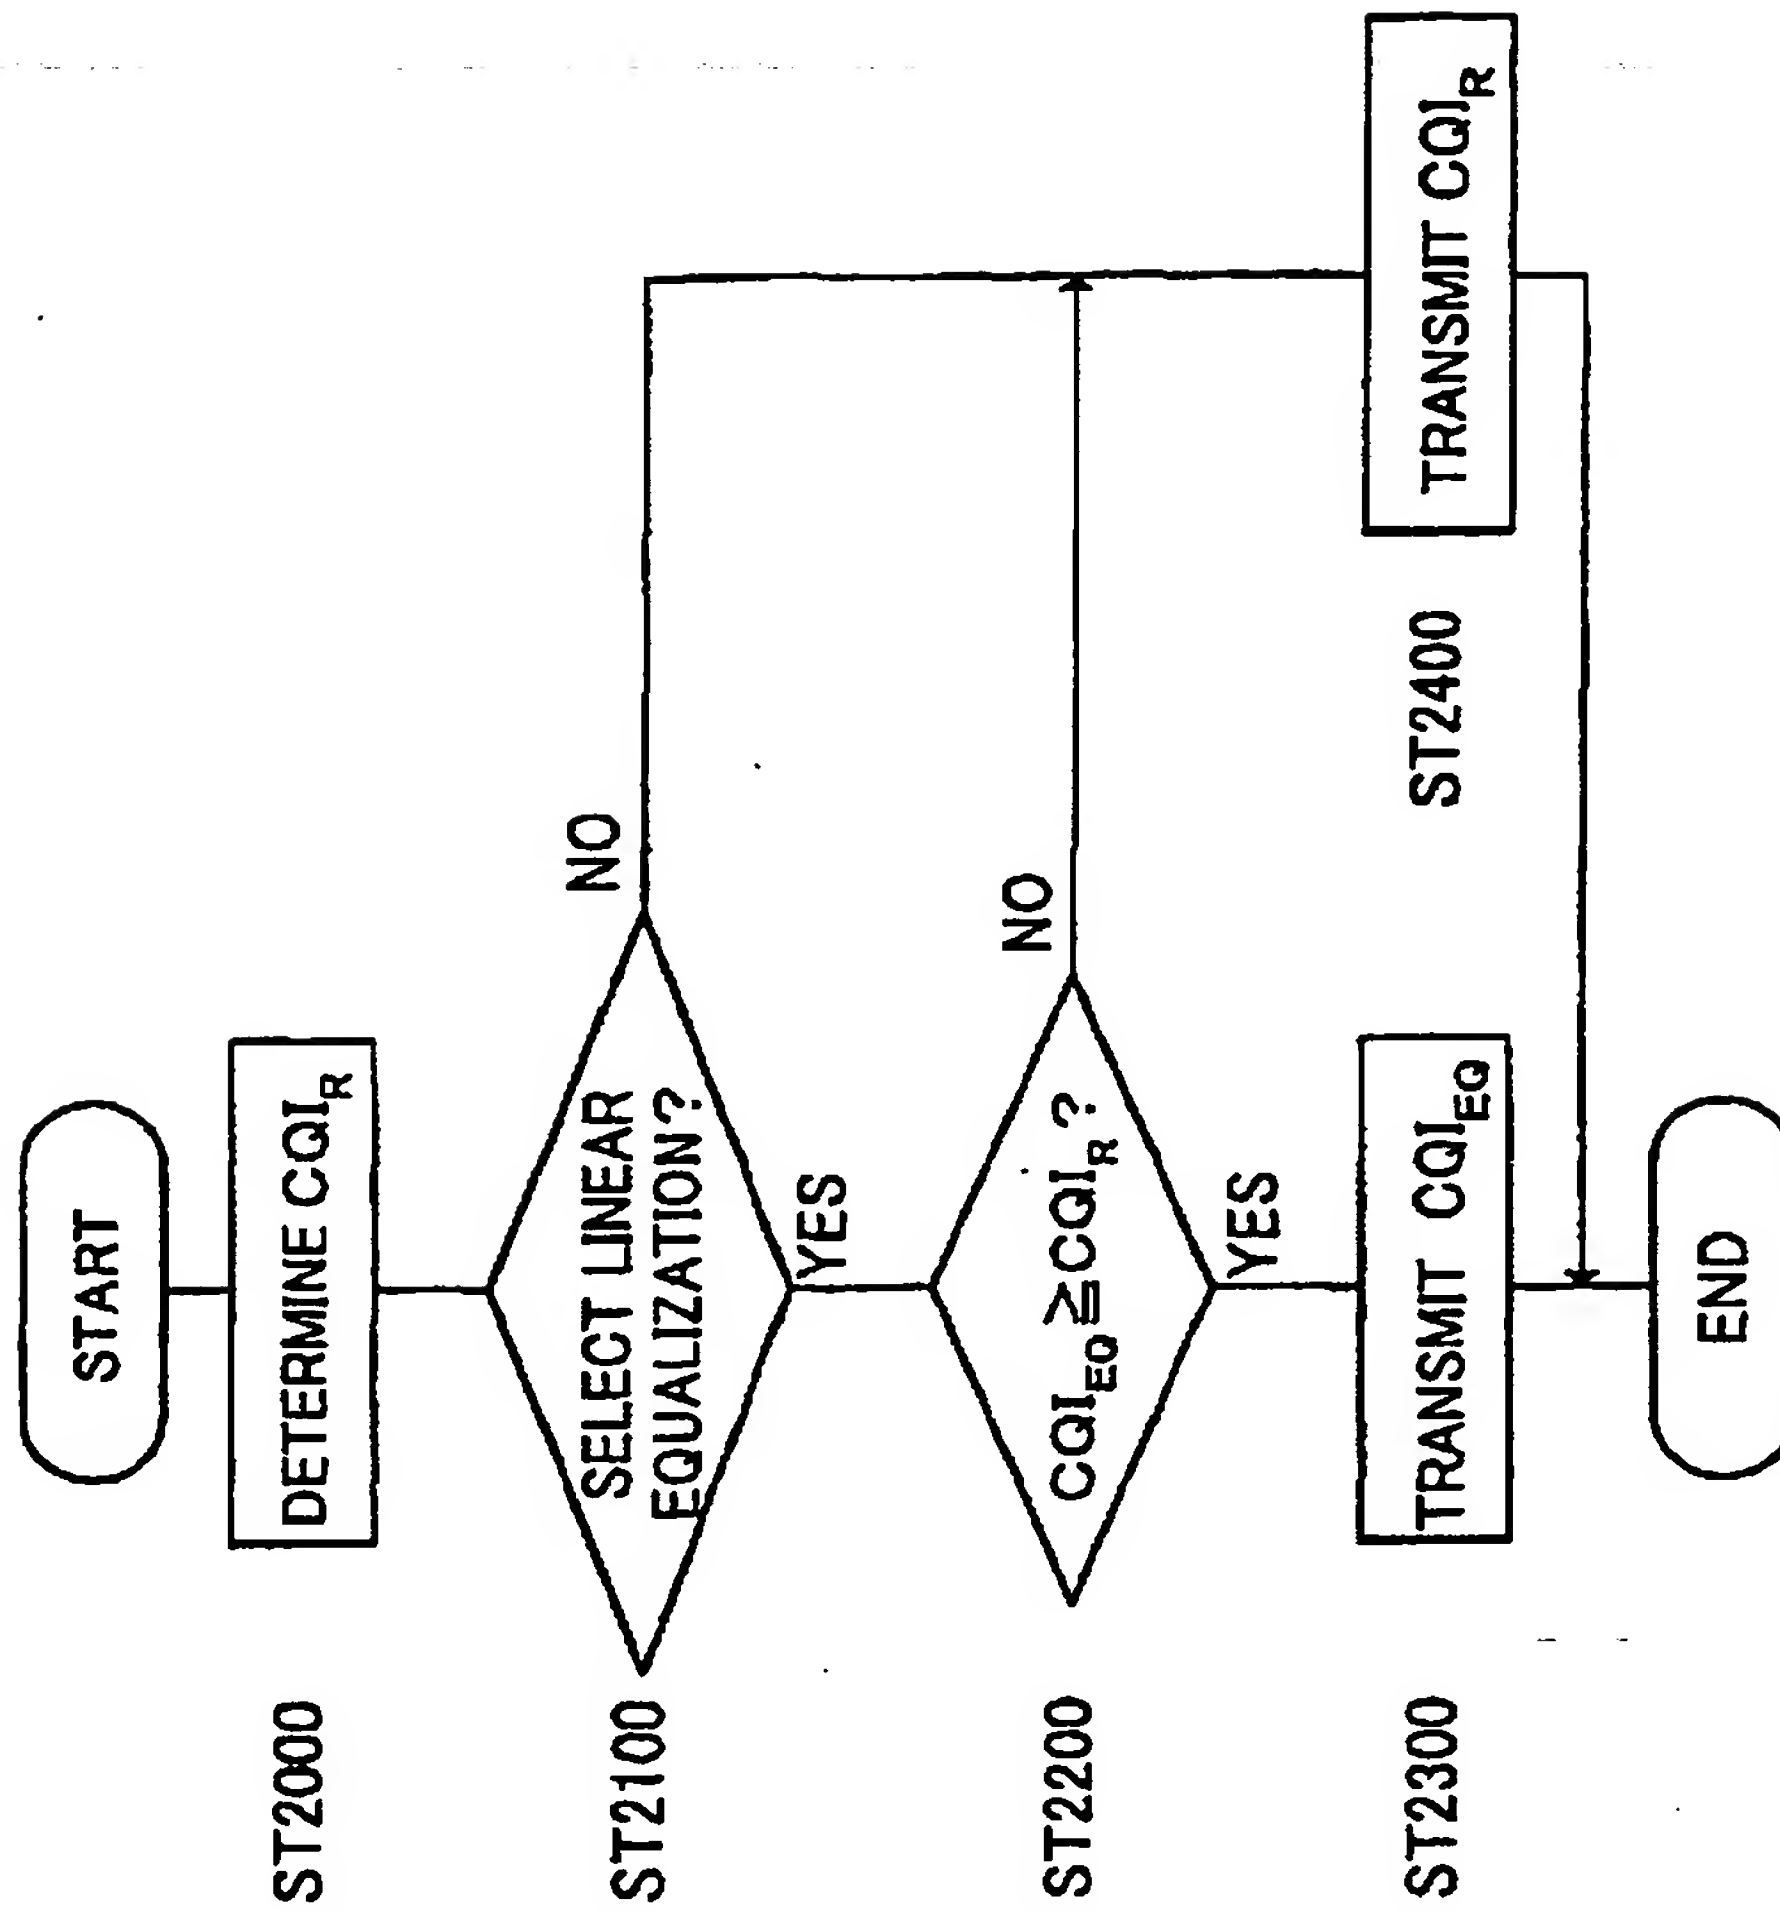 START
ST2000
DETERMINE CQI_R
ST2100
SELECT LINEAR
EQUALIZATION?
NO
YES
ST2200
CQI_EQ ≧ CQI_R ?
NO
YES
ST2300
TRANSMIT CQI_EQ
ST2400
TRANSMIT CQI_R
END